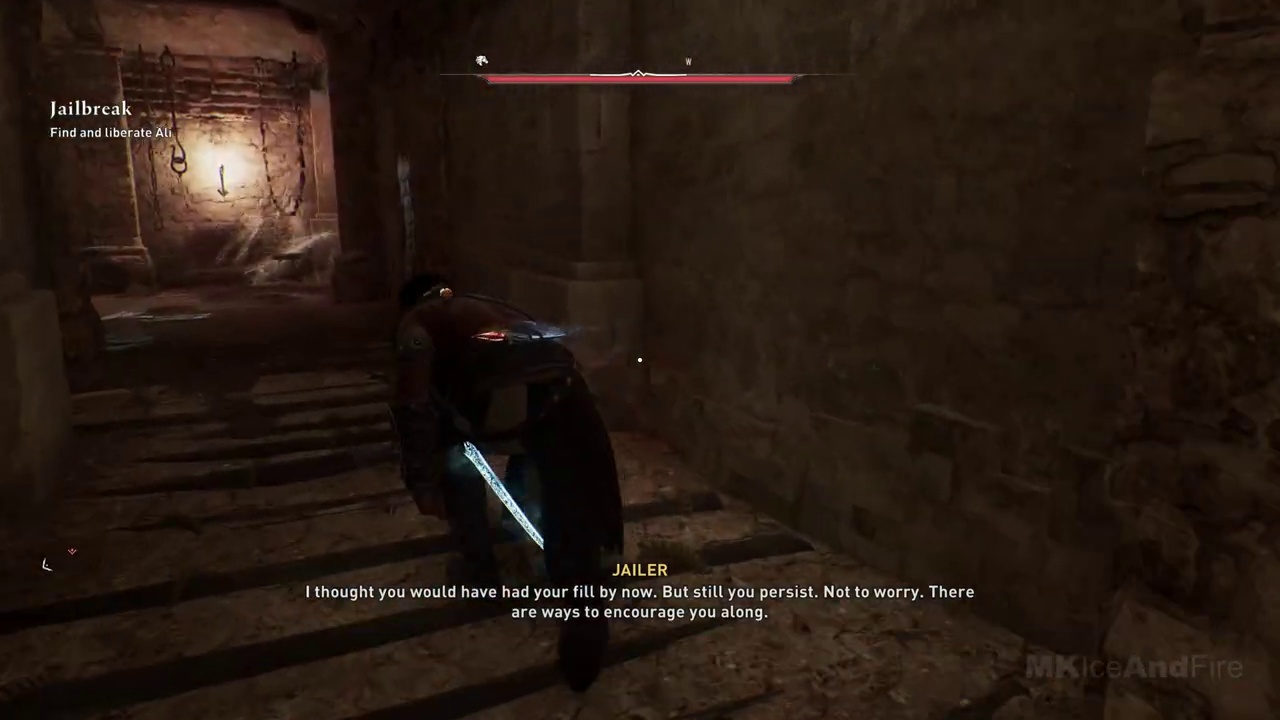 W
Jailbreak
Find and liberate Ali
JAILER
I thought you would have had your fill by now. But still you persist. Not to worry. There
are ways to encourage you along.
MKIceAndFire